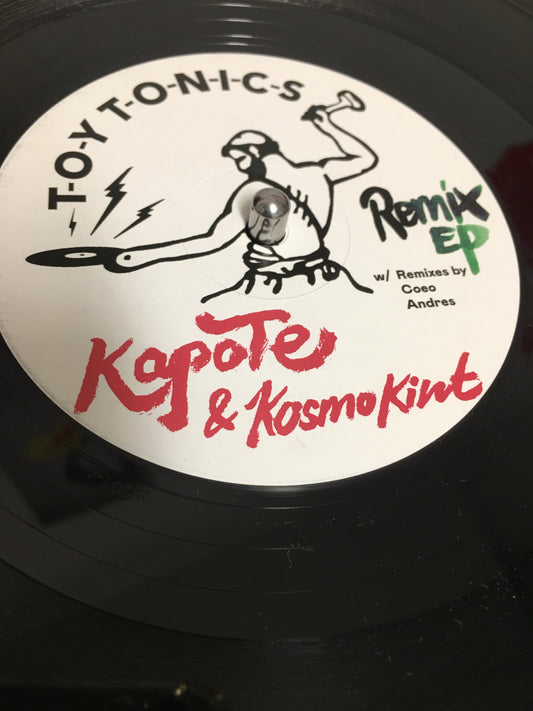 T-O-Y T-O-N-I-C-S
Remix
EP
w/ Remixes by
Coeo
Andres
Kapote
& Kosmo Kint